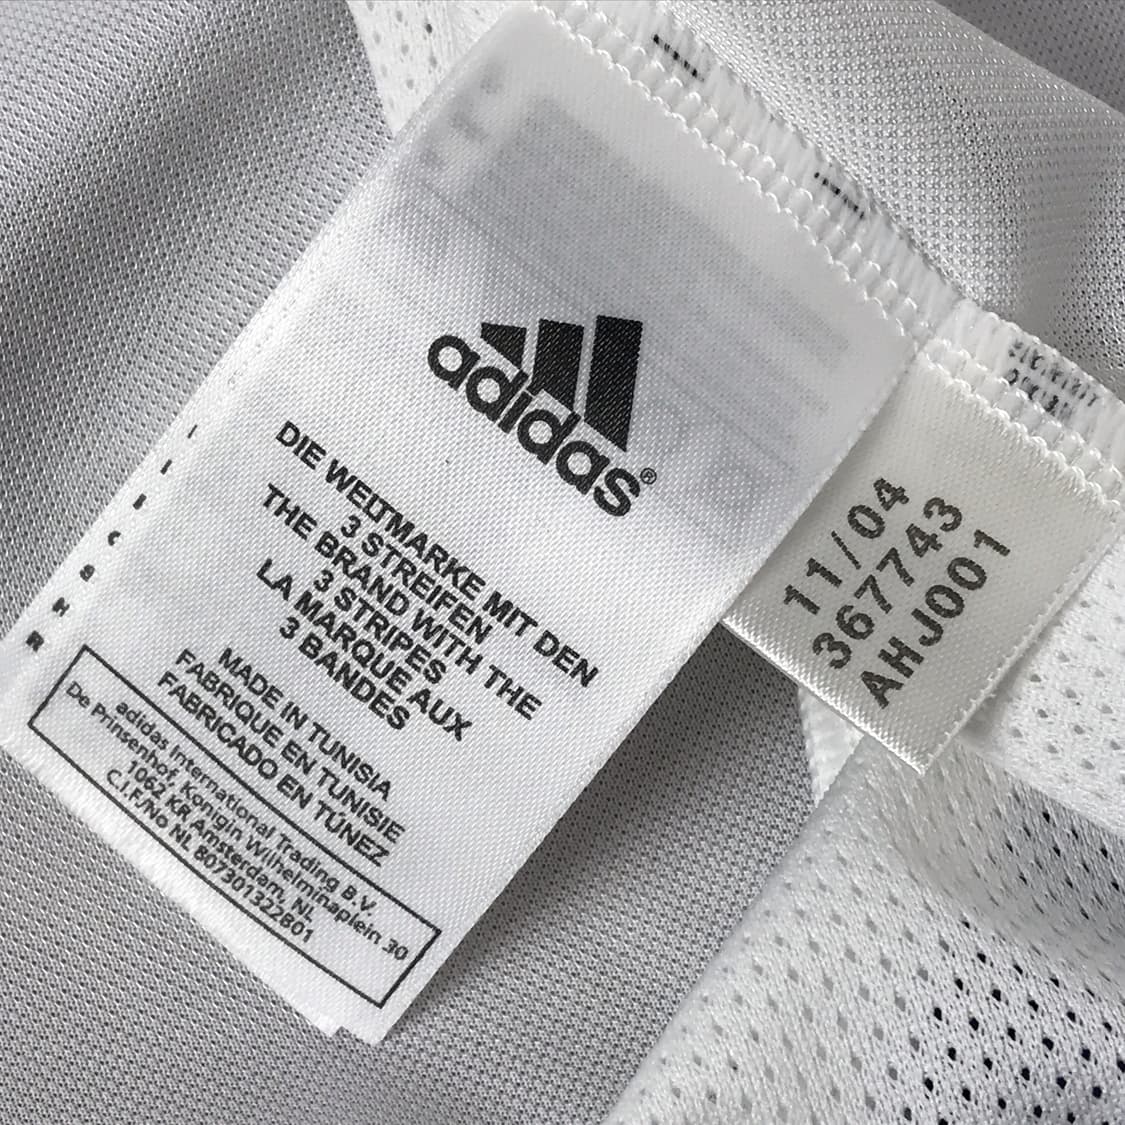 adidas®
DIE WELTMARKE MIT DEN
3 STREIFEN
THE BRAND WITH THE
3 STRIPES
LA MARQUE AUX
3 BANDES
MADE IN TUNISIA
FABRIQUE EN TUNISIE
FABRICADO EN TÚNEZ
adidas International Trading B.V.
De Prinsenhof, Konigin Wilhelminaplein 30
1062 KR Amsterdam, NL
C.I.F/No NL 807301322B01
11/04
367743
AHJ001